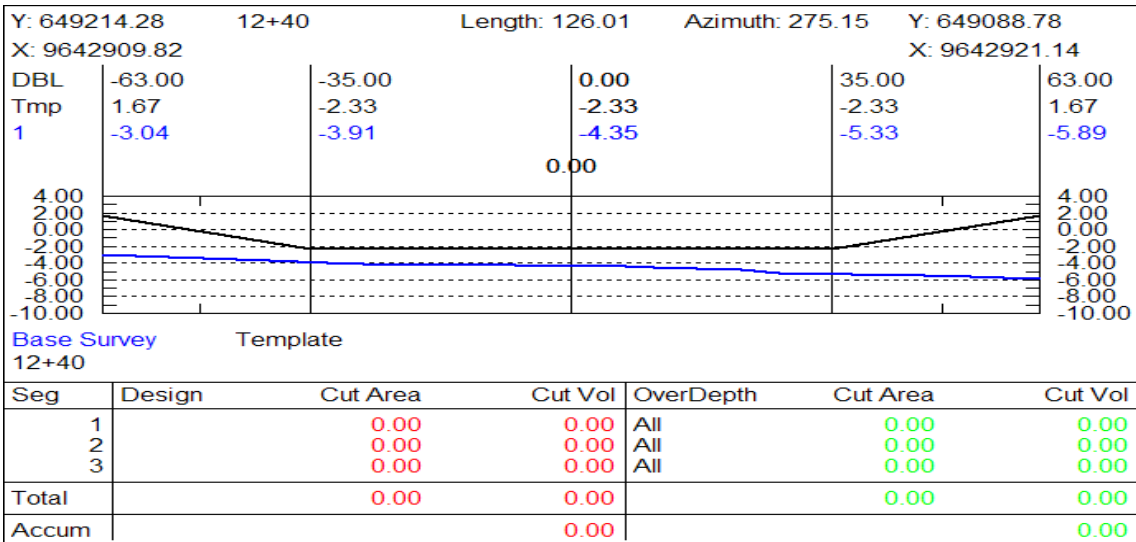 Y: 649214.28 12+40 Length: 126.01 Azimuth: 275.15 Y: 649088.78
X: 9642909.82 X: 9642921.14
DBL -63.00 -35.00 0.00 35.00 63.00
Tmp 1.67 -2.33 -2.33 -2.33 1.67
1 -3.04 -3.91 -4.35 -5.33 -5.89
0.00
4.00 4.00
2.00 2.00
0.00 0.00
-2.00 -2.00
-4.00 -4.00
-6.00 -6.00
-8.00 -8.00
-10.00 -10.00
Base Survey Template
12+40
Seg Design Cut Area Cut Vol OverDepth Cut Area Cut Vol
1 0.00 0.00 All 0.00 0.00
2 0.00 0.00 All 0.00 0.00
3 0.00 0.00 All 0.00 0.00
Total 0.00 0.00 0.00 0.00
Accum 0.00 0.00